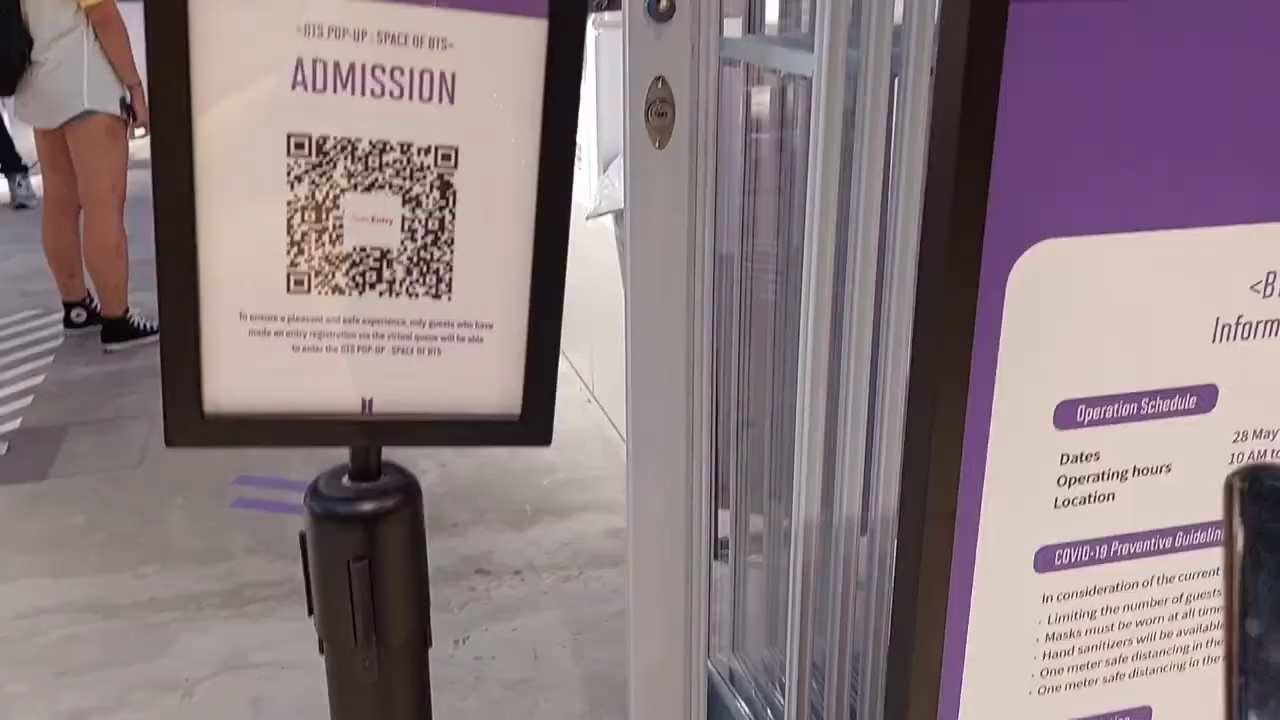 <BTS POP-UP : SPACE OF BTS>
ADMISSION
Entry
To ensure a pleasant and safe experience, only guests who have
made an entry registration via the virtual queue will be able
to enter the BTS POP-UP : SPACE OF BTS
<B
Inform
Operation Schedule
Dates 28 May
Operating hours 10 AM to
Location
COVID-19 Preventive Guidelin
In consideration of the current
· Limiting the number of guests
· Masks must be worn at all time
· Hand sanitizers will be available
· One meter safe distancing in the
· One meter safe distancing in the